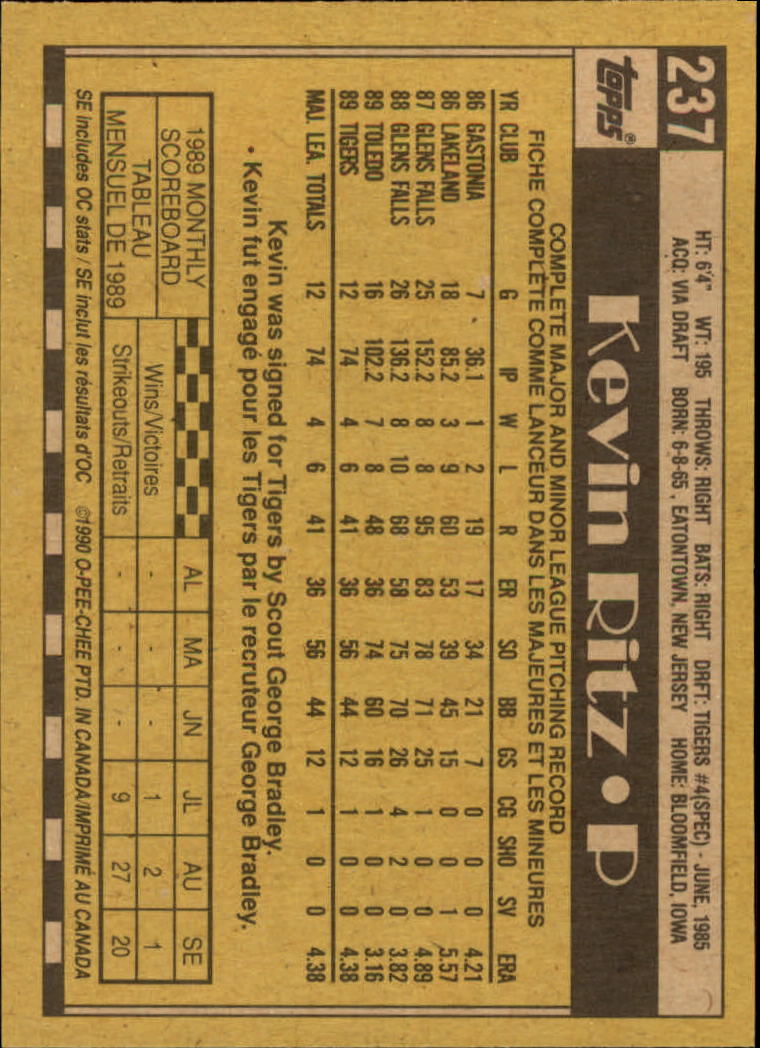 237
HT: 6'4" WT: 195 THROWS: RIGHT BATS: RIGHT DRFT: TIGERS #4(SPEC) - JUNE, 1985
ACQ: VIA DRAFT BORN: 6-8-65, EATONTOWN, NEW JERSEY HOME: BLOOMFIELD, IOWA
topps®
Kevin Ritz • P
COMPLETE MAJOR AND MINOR LEAGUE PITCHING RECORD
FICHE COMPLÈTE COMME LANCEUR DANS LES MAJEURES ET LES MINEURES
YR CLUB G IP W L R ER SO BB GS CG SHO SV ERA
86 GASTONIA 7 36.1 1 2 19 17 34 21 7 0 0 0 4.21
86 LAKELAND 18 85.2 3 9 60 53 39 45 15 0 0 1 5.57
87 GLENS FALLS 25 152.2 8 8 95 83 78 71 25 1 0 0 4.89
88 GLENS FALLS 26 136.2 8 10 68 58 75 70 26 4 2 0 3.82
89 TOLEDO 16 102.2 7 8 48 36 74 60 16 1 0 0 3.16
89 TIGERS 12 74 4 6 41 36 56 44 12 1 0 0 4.38
MAJ. LEA. TOTALS 12 74 4 6 41 36 56 44 12 1 0 0 4.38
Kevin was signed for Tigers by Scout George Bradley.
• Kevin fut engagé pour les Tigers par le recruteur George Bradley.
1989 MONTHLY
SCOREBOARD
TABLEAU
MENSUEL DE 1989
AL MA JN JL AU SE
Wins/Victoires - - - 1 2 1
Strikeouts/Retraits - - - 9 27 20
SE includes OC stats / SE inclut les résultats d'OC ©1990 O-PEE-CHEE PTD. IN CANADA/IMPRIMÉ AU CANADA